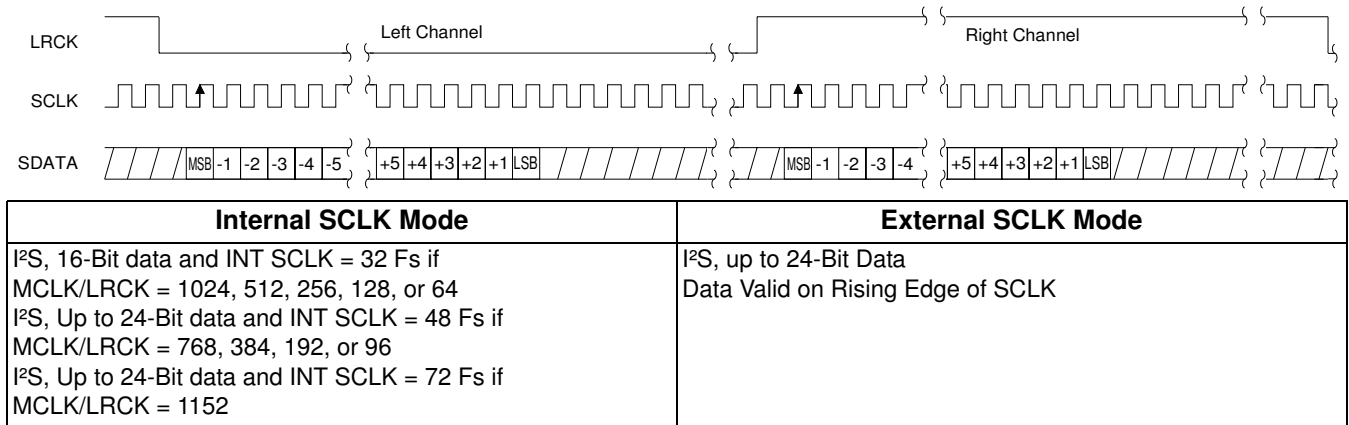 Left Channel
Right Channel
LRCK
SCLK
SDATA MSB -1 -2 -3 -4 -5 +5 +4 +3 +2 +1 LSB MSB -1 -2 -3 -4 +5 +4 +3 +2 +1 LSB
Internal SCLK Mode
External SCLK Mode
I²S, 16-Bit data and INT SCLK = 32 Fs if
MCLK/LRCK = 1024, 512, 256, 128, or 64
I²S, Up to 24-Bit data and INT SCLK = 48 Fs if
MCLK/LRCK = 768, 384, 192, or 96
I²S, Up to 24-Bit data and INT SCLK = 72 Fs if
MCLK/LRCK = 1152
I²S, up to 24-Bit Data
Data Valid on Rising Edge of SCLK